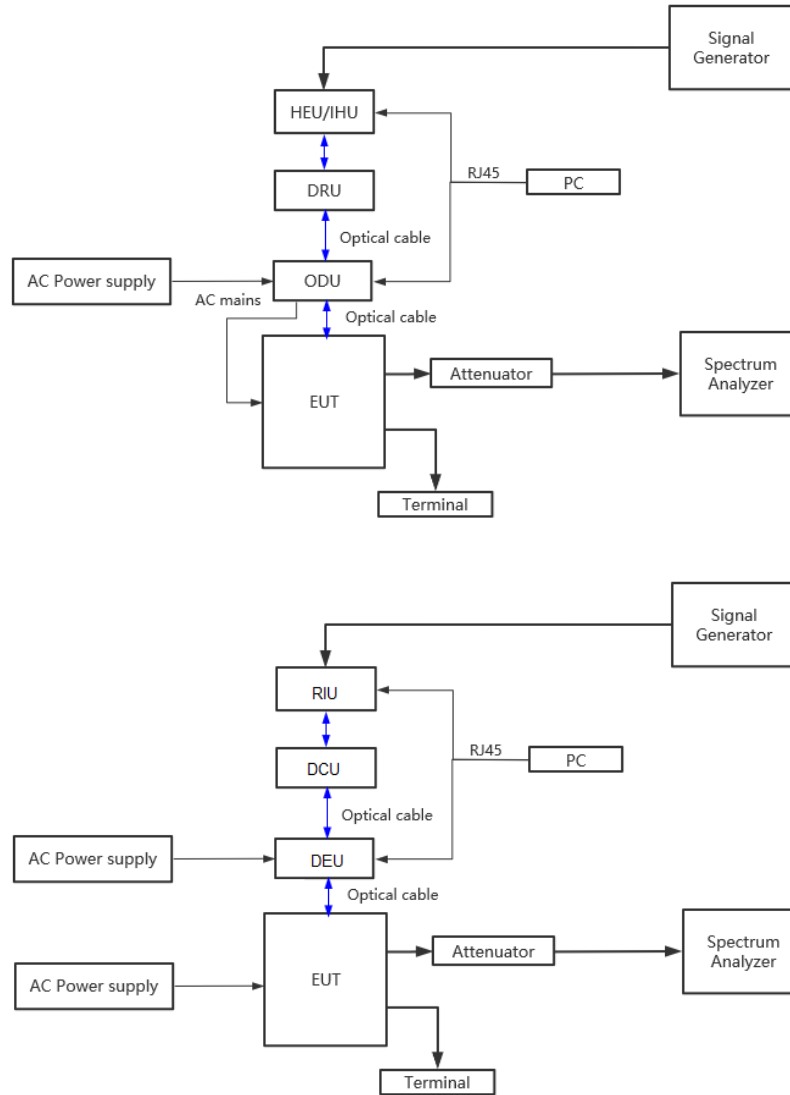 Signal
Generator
HEU/IHU
RJ45
PC
DRU
Optical cable
AC Power supply
ODU
AC mains
Optical cable
EUT
Attenuator
Spectrum
Analyzer
Terminal
Signal
Generator
RIU
RJ45
PC
DCU
Optical cable
AC Power supply
DEU
Optical cable
AC Power supply
EUT
Attenuator
Spectrum
Analyzer
Terminal